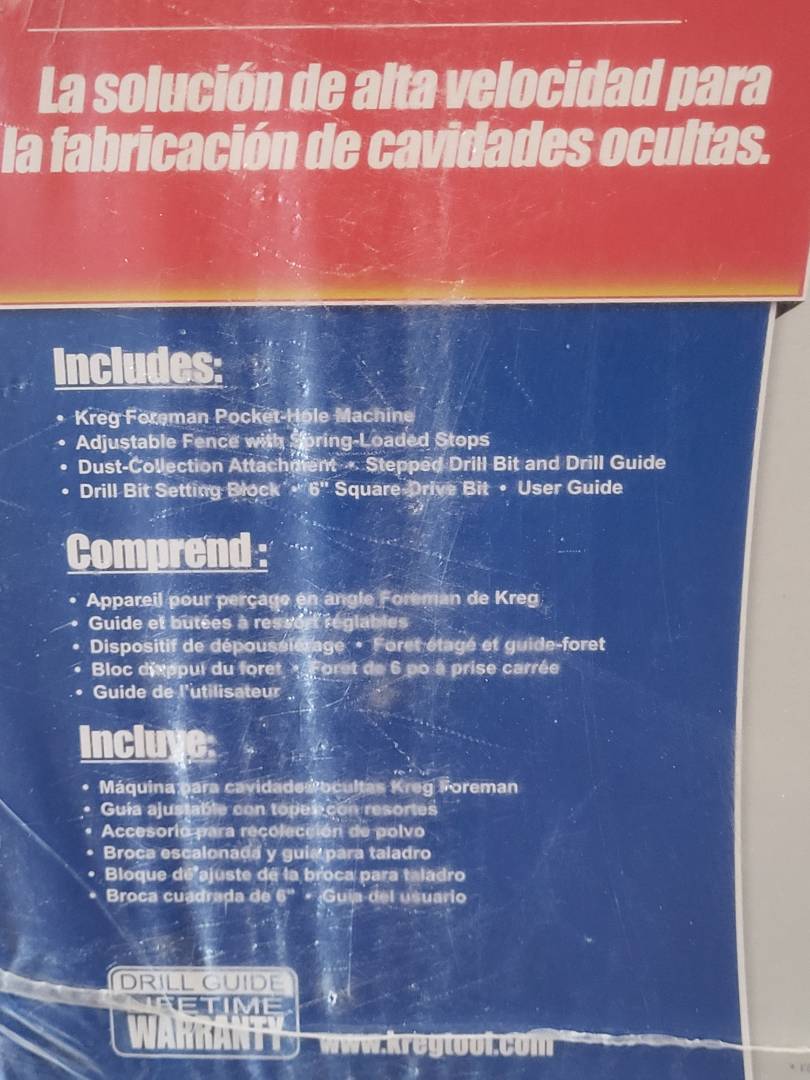 La solución de alta velocidad para
la fabricación de cavidades ocultas.
Includes:
• Kreg Foreman Pocket-Hole Machine
• Adjustable Fence with Spring-Loaded Stops
• Dust-Collection Attachment • Stepped Drill Bit and Drill Guide
• Drill Bit Setting Block • 6" Square-Drive Bit • User Guide
Comprend :
• Appareil pour perçage en angle Foreman de Kreg
• Guide et butées à ressort réglables
• Dispositif de dépoussiérage • Foret étagé et guide-foret
• Bloc d'appui du foret • Foret de 6 po à prise carrée
• Guide de l'utilisateur
Incluye:
• Máquina para cavidades ocultas Kreg Foreman
• Guía ajustable con topes con resortes
• Accesorio para recolección de polvo
• Broca escalonada y guía para taladro
• Bloque de ajuste de la broca para taladro
• Broca cuadrada de 6" • Guía del usuario
DRILL GUIDE
LIFETIME
WARRANTY
www.kregtool.com